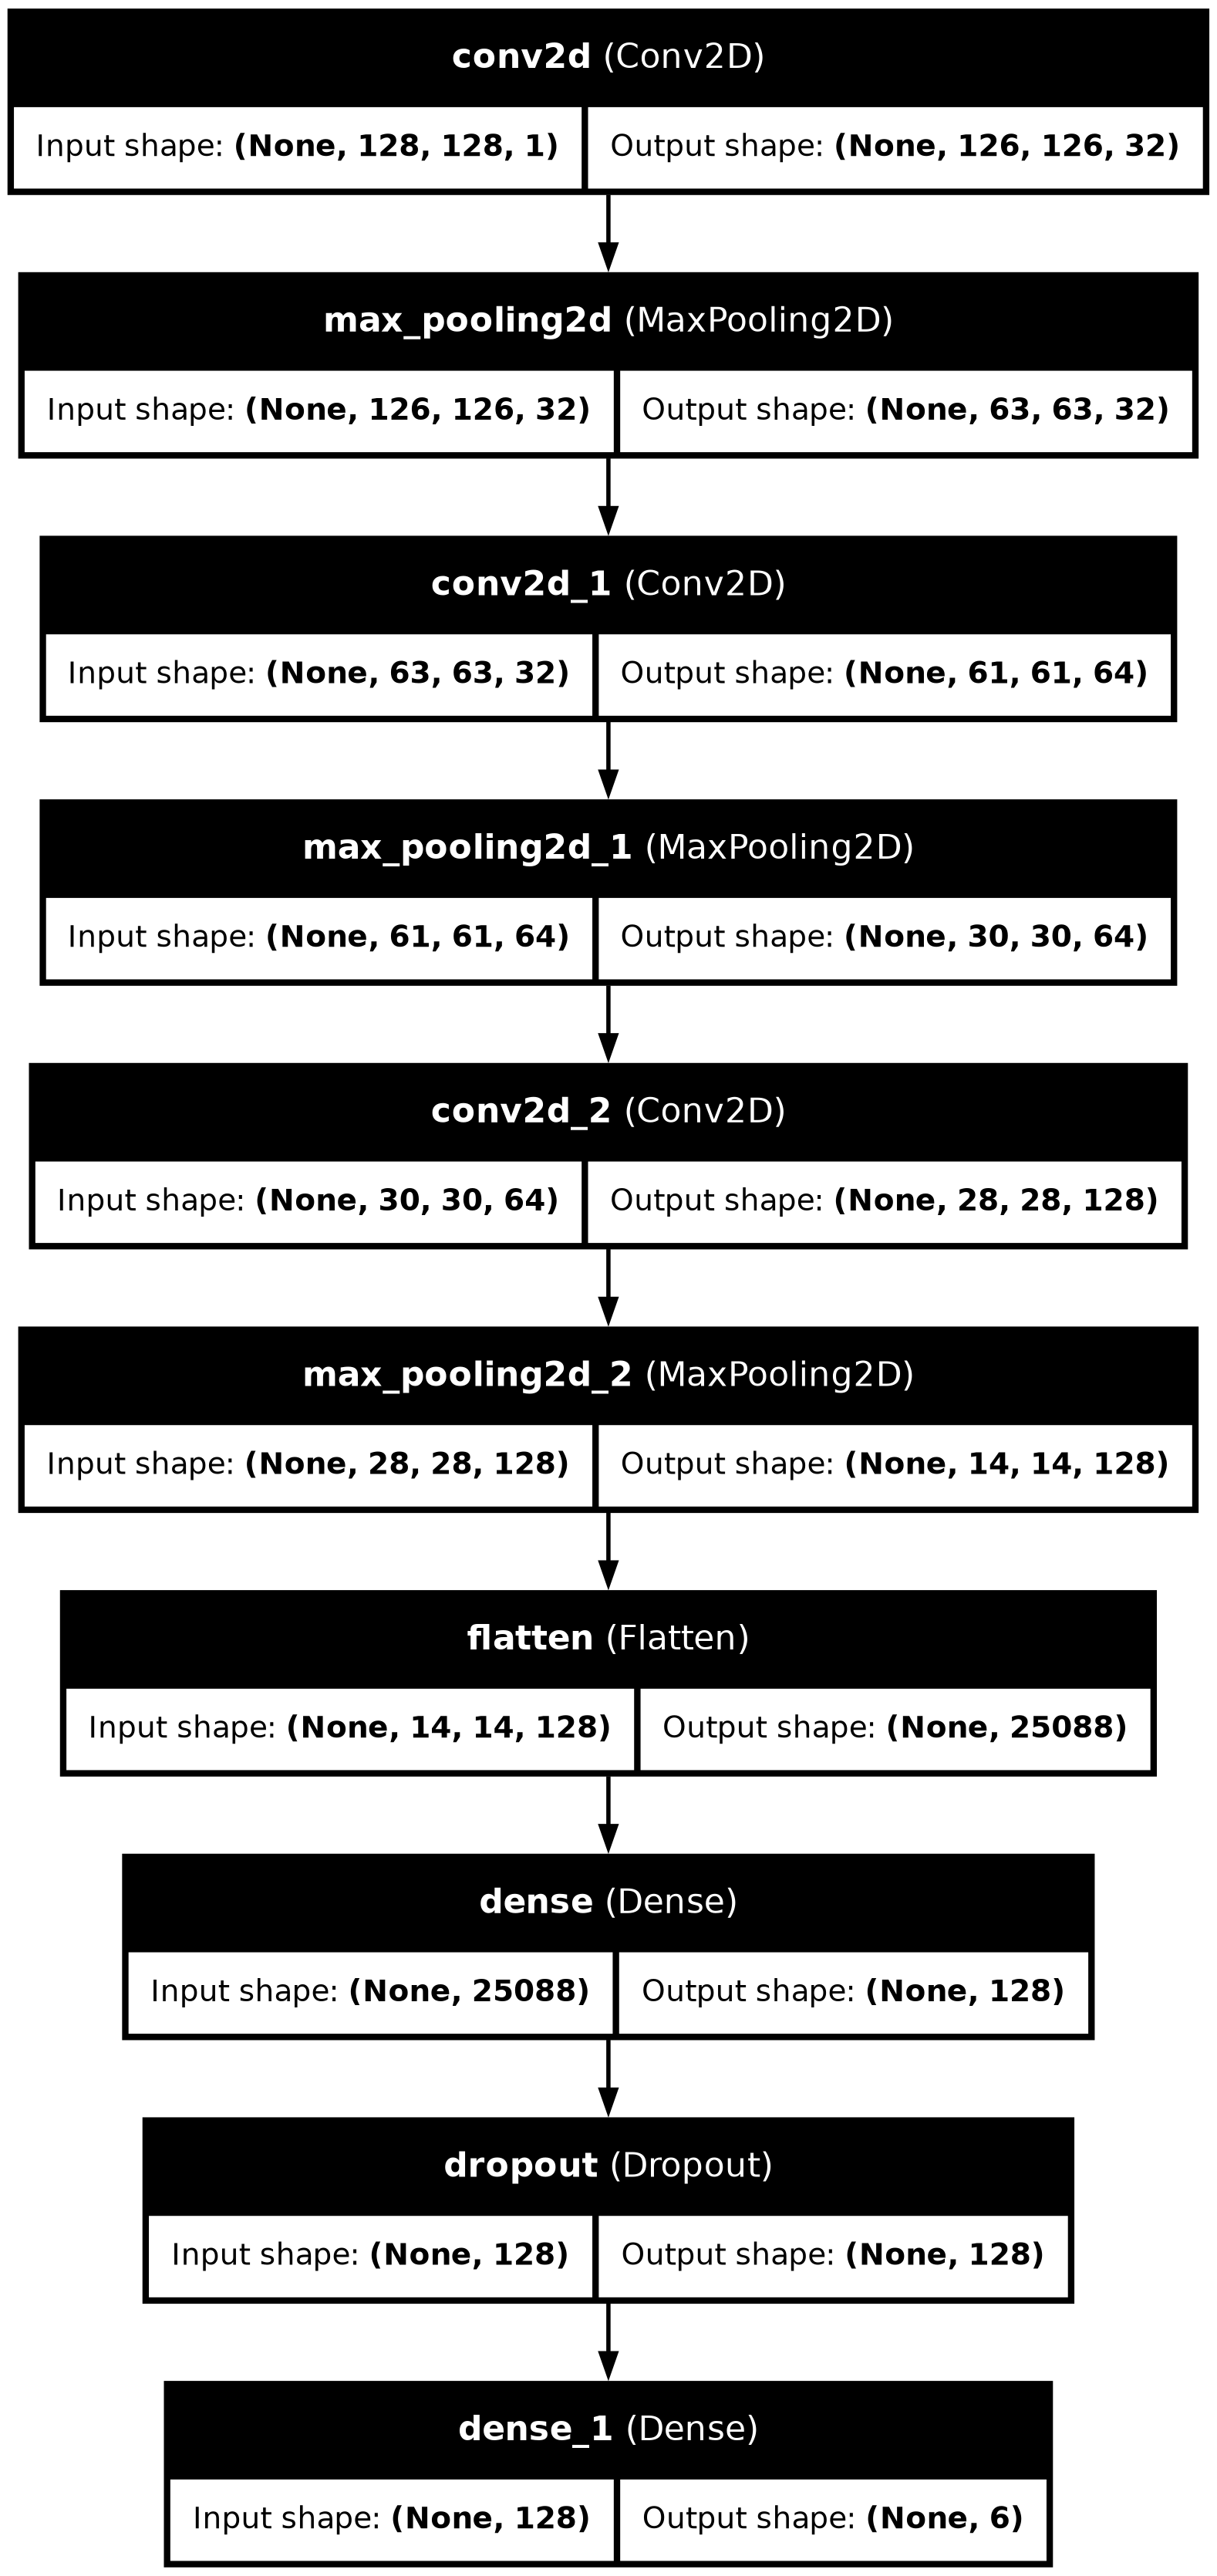 conv2d (Conv2D)
Input shape: (None, 128, 128, 1) Output shape: (None, 126, 126, 32)
max_pooling2d (MaxPooling2D)
Input shape: (None, 126, 126, 32) Output shape: (None, 63, 63, 32)
conv2d_1 (Conv2D)
Input shape: (None, 63, 63, 32) Output shape: (None, 61, 61, 64)
max_pooling2d_1 (MaxPooling2D)
Input shape: (None, 61, 61, 64) Output shape: (None, 30, 30, 64)
conv2d_2 (Conv2D)
Input shape: (None, 30, 30, 64) Output shape: (None, 28, 28, 128)
max_pooling2d_2 (MaxPooling2D)
Input shape: (None, 28, 28, 128) Output shape: (None, 14, 14, 128)
flatten (Flatten)
Input shape: (None, 14, 14, 128) Output shape: (None, 25088)
dense (Dense)
Input shape: (None, 25088) Output shape: (None, 128)
dropout (Dropout)
Input shape: (None, 128) Output shape: (None, 128)
dense_1 (Dense)
Input shape: (None, 128) Output shape: (None, 6)